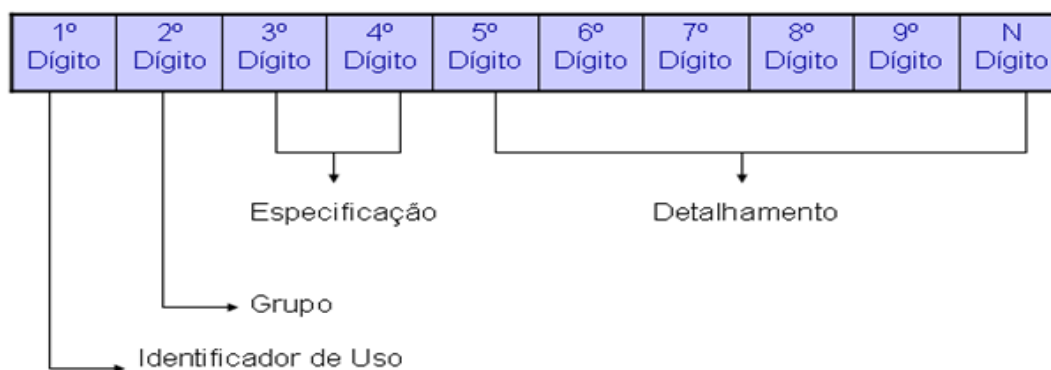 1º 2º 3º 4º 5º 6º 7º 8º 9º N
Dígito Dígito Dígito Dígito Dígito Dígito Dígito Dígito Dígito Dígito
Especificação Detalhamento
Grupo
Identificador de Uso